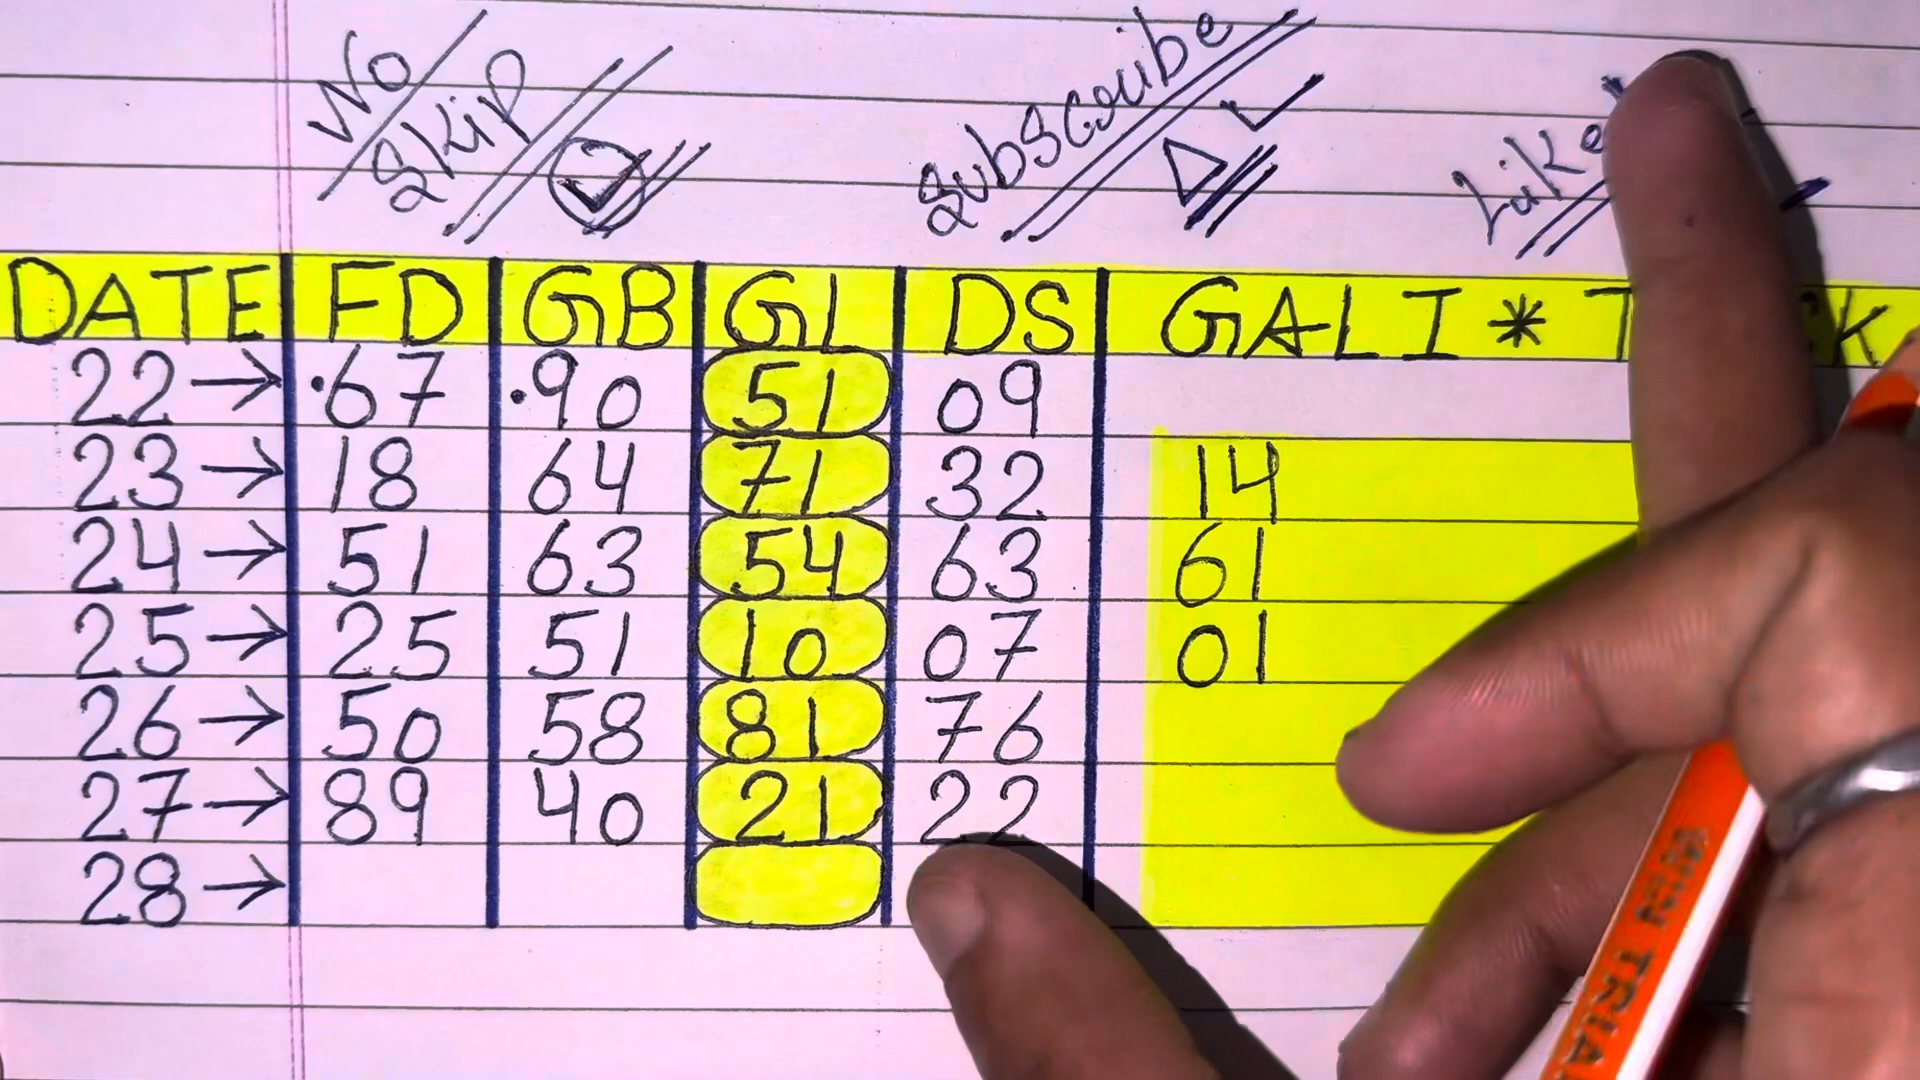 No
Skip
Subscribe
Like
DATE FD GB GL DS GALI * T CK
22→ .67 .90 51 09
23→ 18 64 71 32 14
24→ 51 63 54 63 61
25→ 25 51 10 07 01
26→ 50 58 81 76
27→ 89 40 21 22
28→